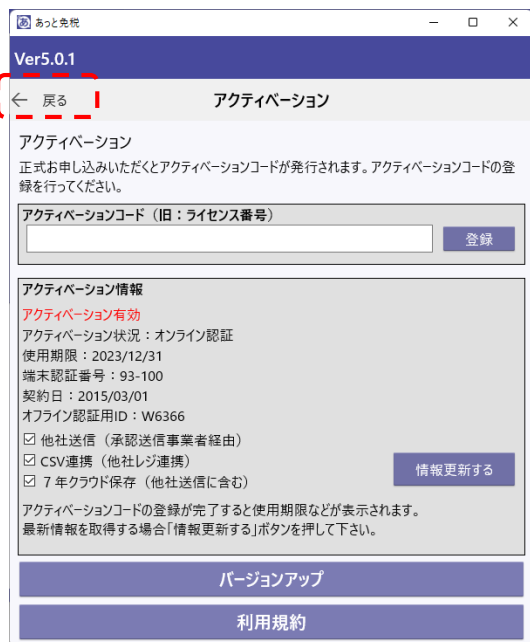 あ あっと免税
Ver5.0.1
← 戻る アクティベーション
アクティベーション
正式お申し込みいただくとアクティベーションコードが発行されます。アクティベーションコードの登
録を行ってください。
アクティベーションコード（旧：ライセンス番号）
登録
アクティベーション情報
アクティベーション有効
アクティベーション状況：オンライン認証
使用期限：2023/12/31
端末認証番号：93-100
契約日：2015/03/01
オフライン認証用ID：W6366
☑ 他社送信（承認送信事業者経由）
☑ CSV連携（他社レジ連携）
☑ 7年クラウド保存（他社送信に含む）
情報更新する
アクティベーションコードの登録が完了すると使用期限などが表示されます。
最新情報を取得する場合「情報更新する」ボタンを押して下さい。
バージョンアップ
利用規約